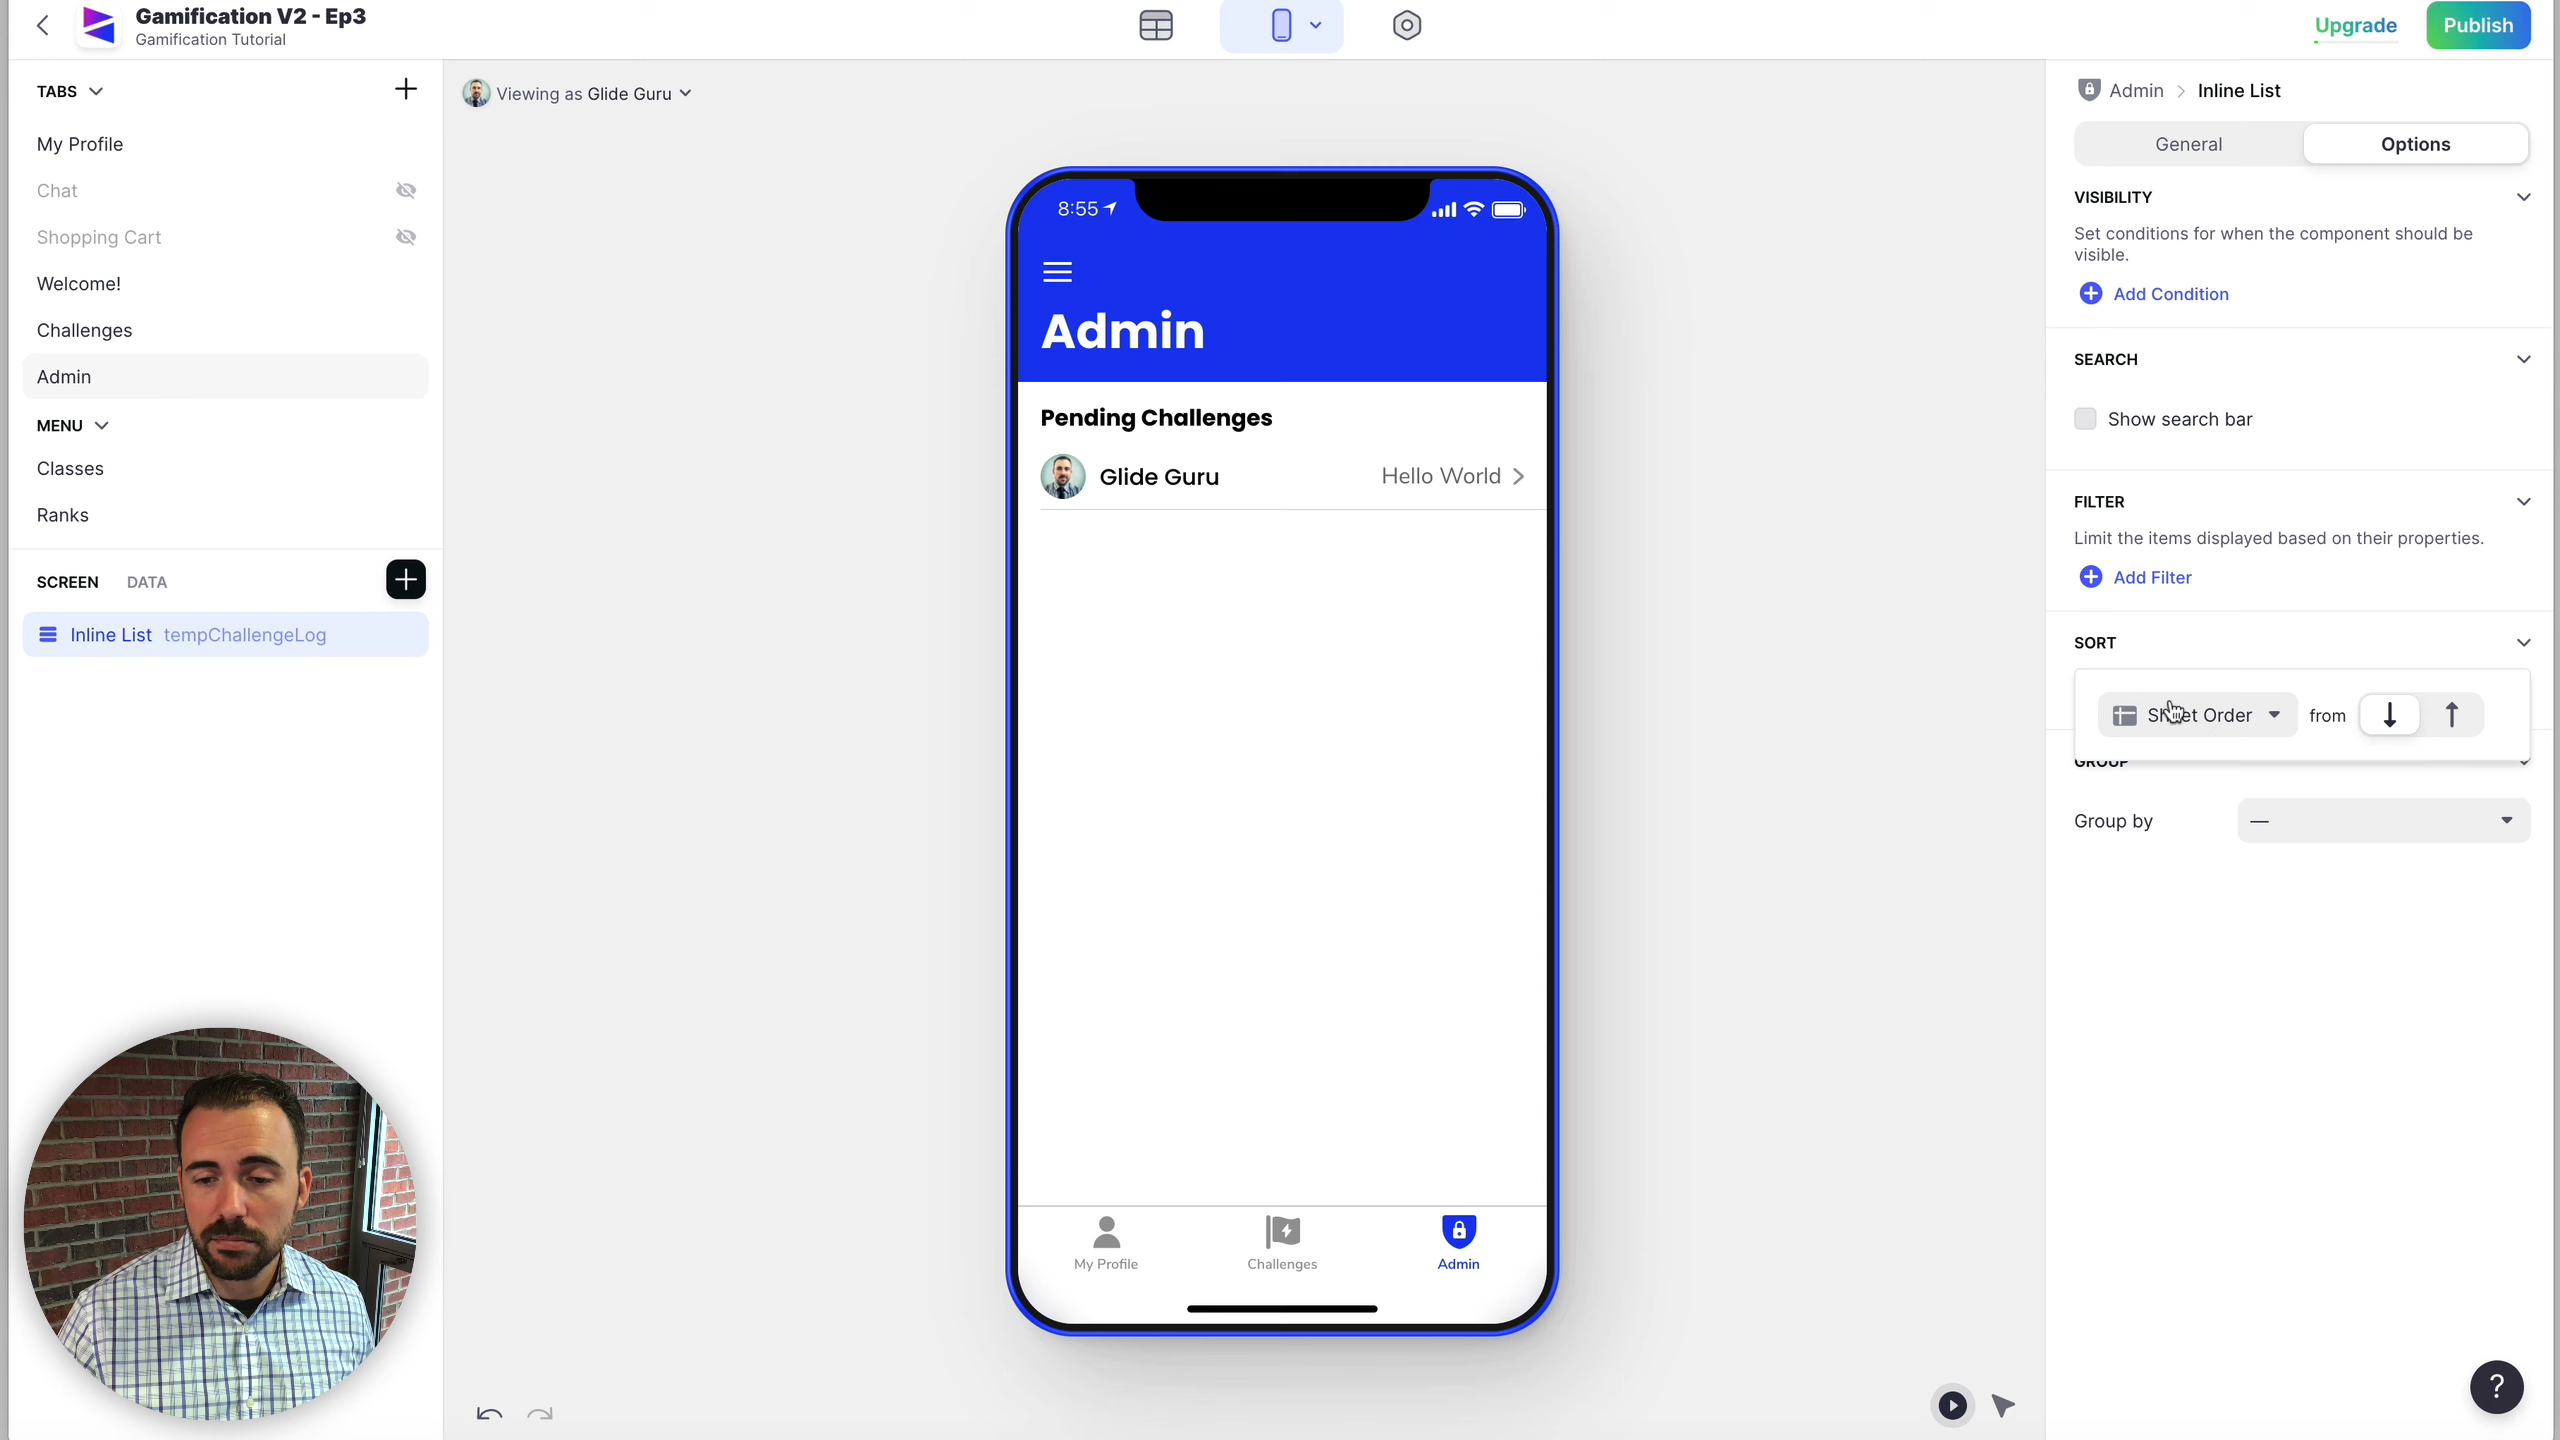 Gamification V2 - Ep3
Gamification Tutorial
Upgrade
Publish
TABS
My Profile
Chat
Shopping Cart
Welcome!
Challenges
Admin
MENU
Classes
Ranks
SCREEN DATA
Inline List tempChallengeLog
Viewing as Glide Guru
8:55
Admin
Pending Challenges
Glide Guru Hello World
My Profile Challenges Admin
Admin > Inline List
General Options
VISIBILITY
Set conditions for when the component should be
visible.
Add Condition
SEARCH
Show search bar
FILTER
Limit the items displayed based on their properties.
Add Filter
SORT
Sheet Order from
GROUP
Group by —
?